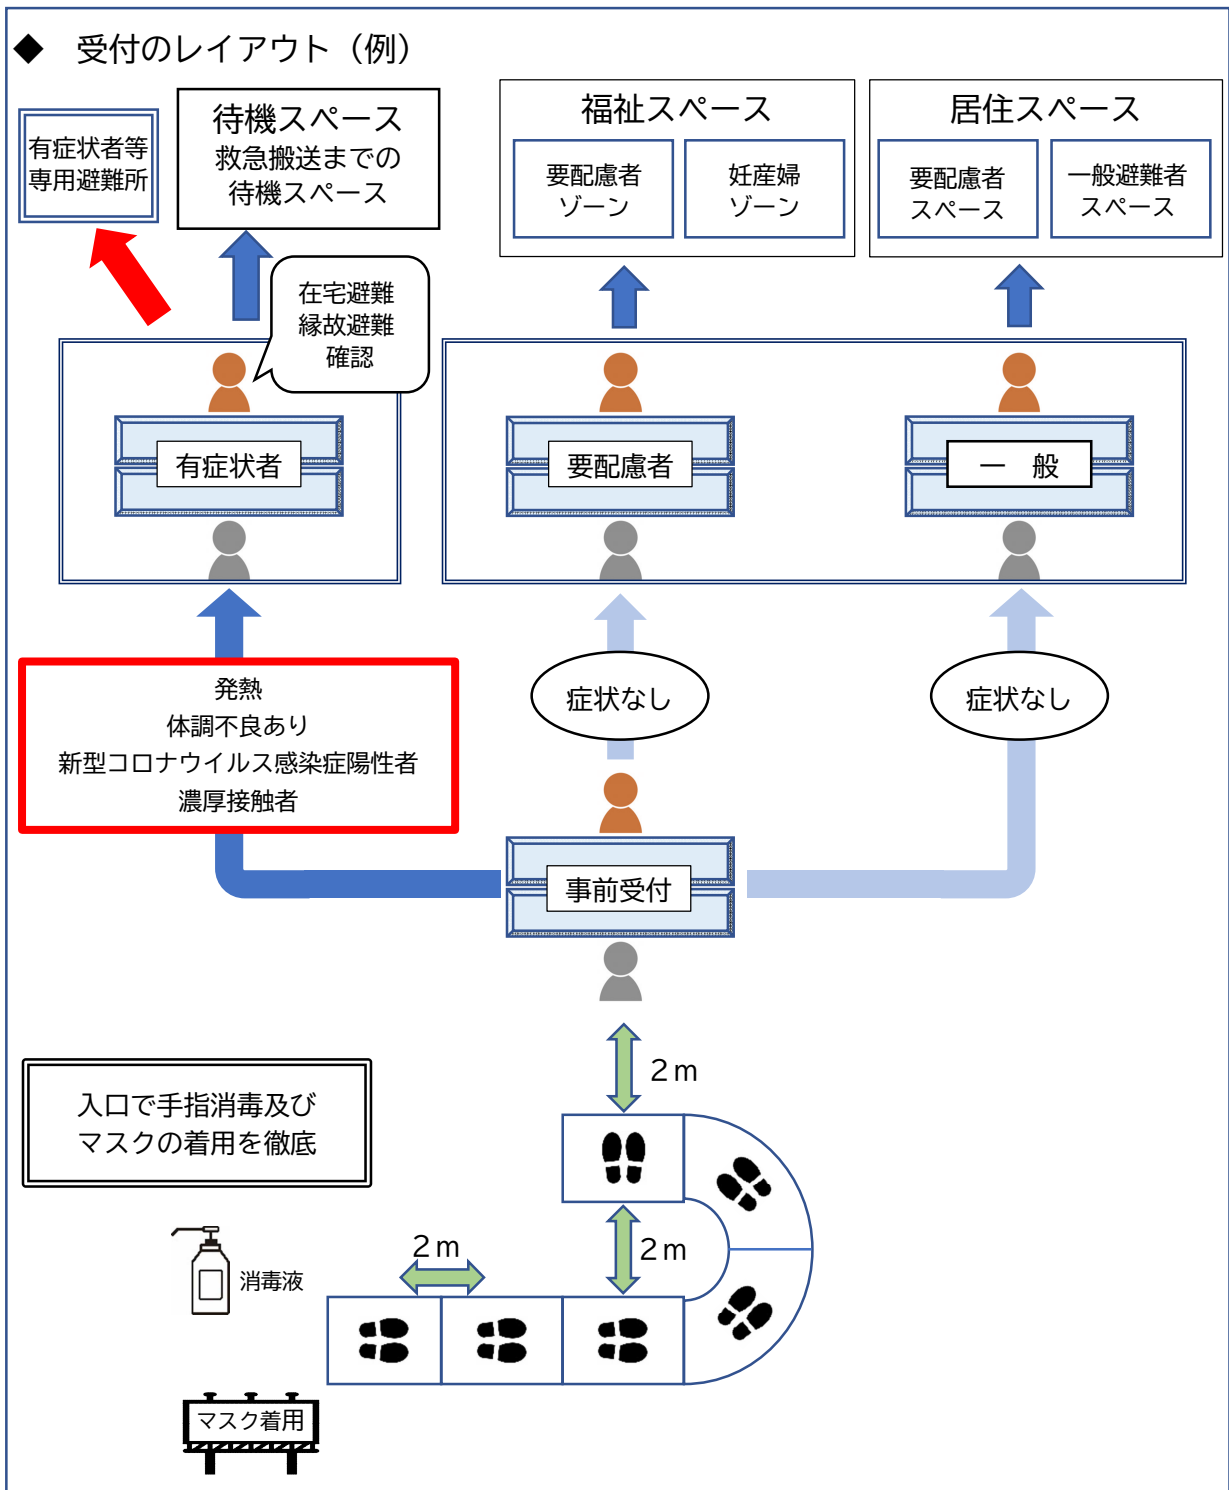 ◆ 受付のレイアウト（例）
有症状者等
専用避難所
待機スペース
救急搬送までの
待機スペース
福祉スペース
要配慮者
ゾーン
妊産婦
ゾーン
居住スペース
要配慮者
スペース
一般避難者
スペース
在宅避難
縁故避難
確認
有症状者
要配慮者
一　般
発熱
体調不良あり
新型コロナウイルス感染症陽性者
濃厚接触者
症状なし
症状なし
事前受付
２ｍ
入口で手指消毒及び
マスクの着用を徹底
２ｍ
２ｍ
消毒液
マスク着用